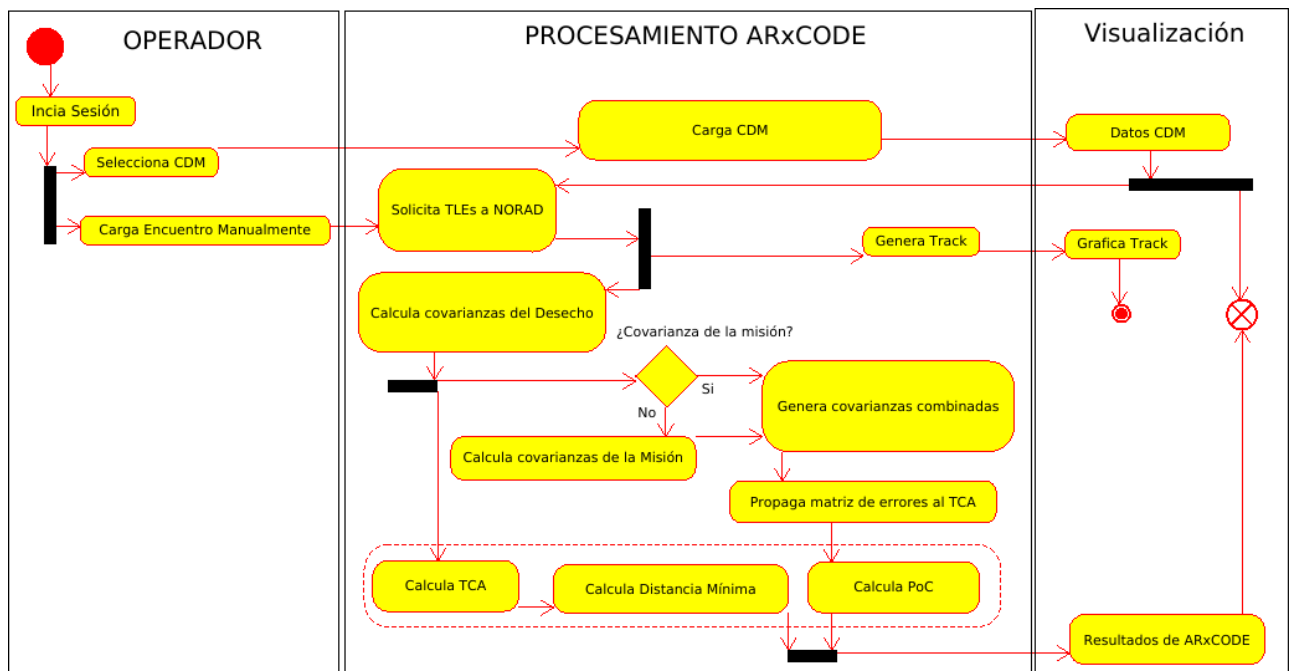 OPERADOR
PROCESAMIENTO ARxCODE
Visualización
Incia Sesión
Carga CDM
Datos CDM
Selecciona CDM
Solicita TLEs a NORAD
Carga Encuentro Manualmente
Genera Track
Grafica Track
Calcula covarianzas del Desecho
¿Covarianza de la misión?
Si
No
Genera covarianzas combinadas
Calcula covarianzas de la Misión
Propaga matriz de errores al TCA
Calcula TCA
Calcula Distancia Mínima
Calcula PoC
Resultados de ARxCODE